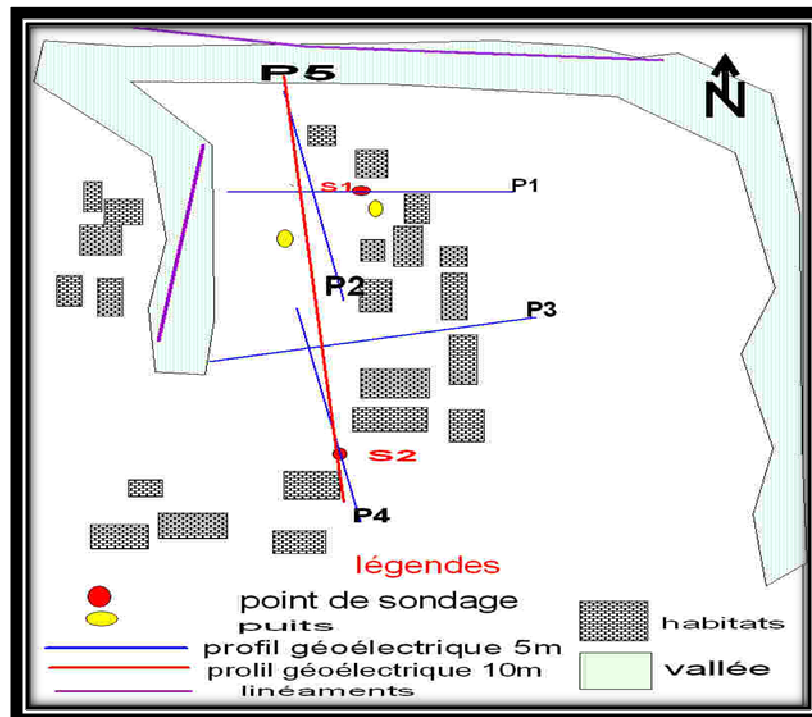 P5
N
S1
P1
P2
P3
S2
P4
légendes
point de sondage
puits
profil géoélectrique 5m
prolil géoélectrique 10m
linéaments
habitats
vallée